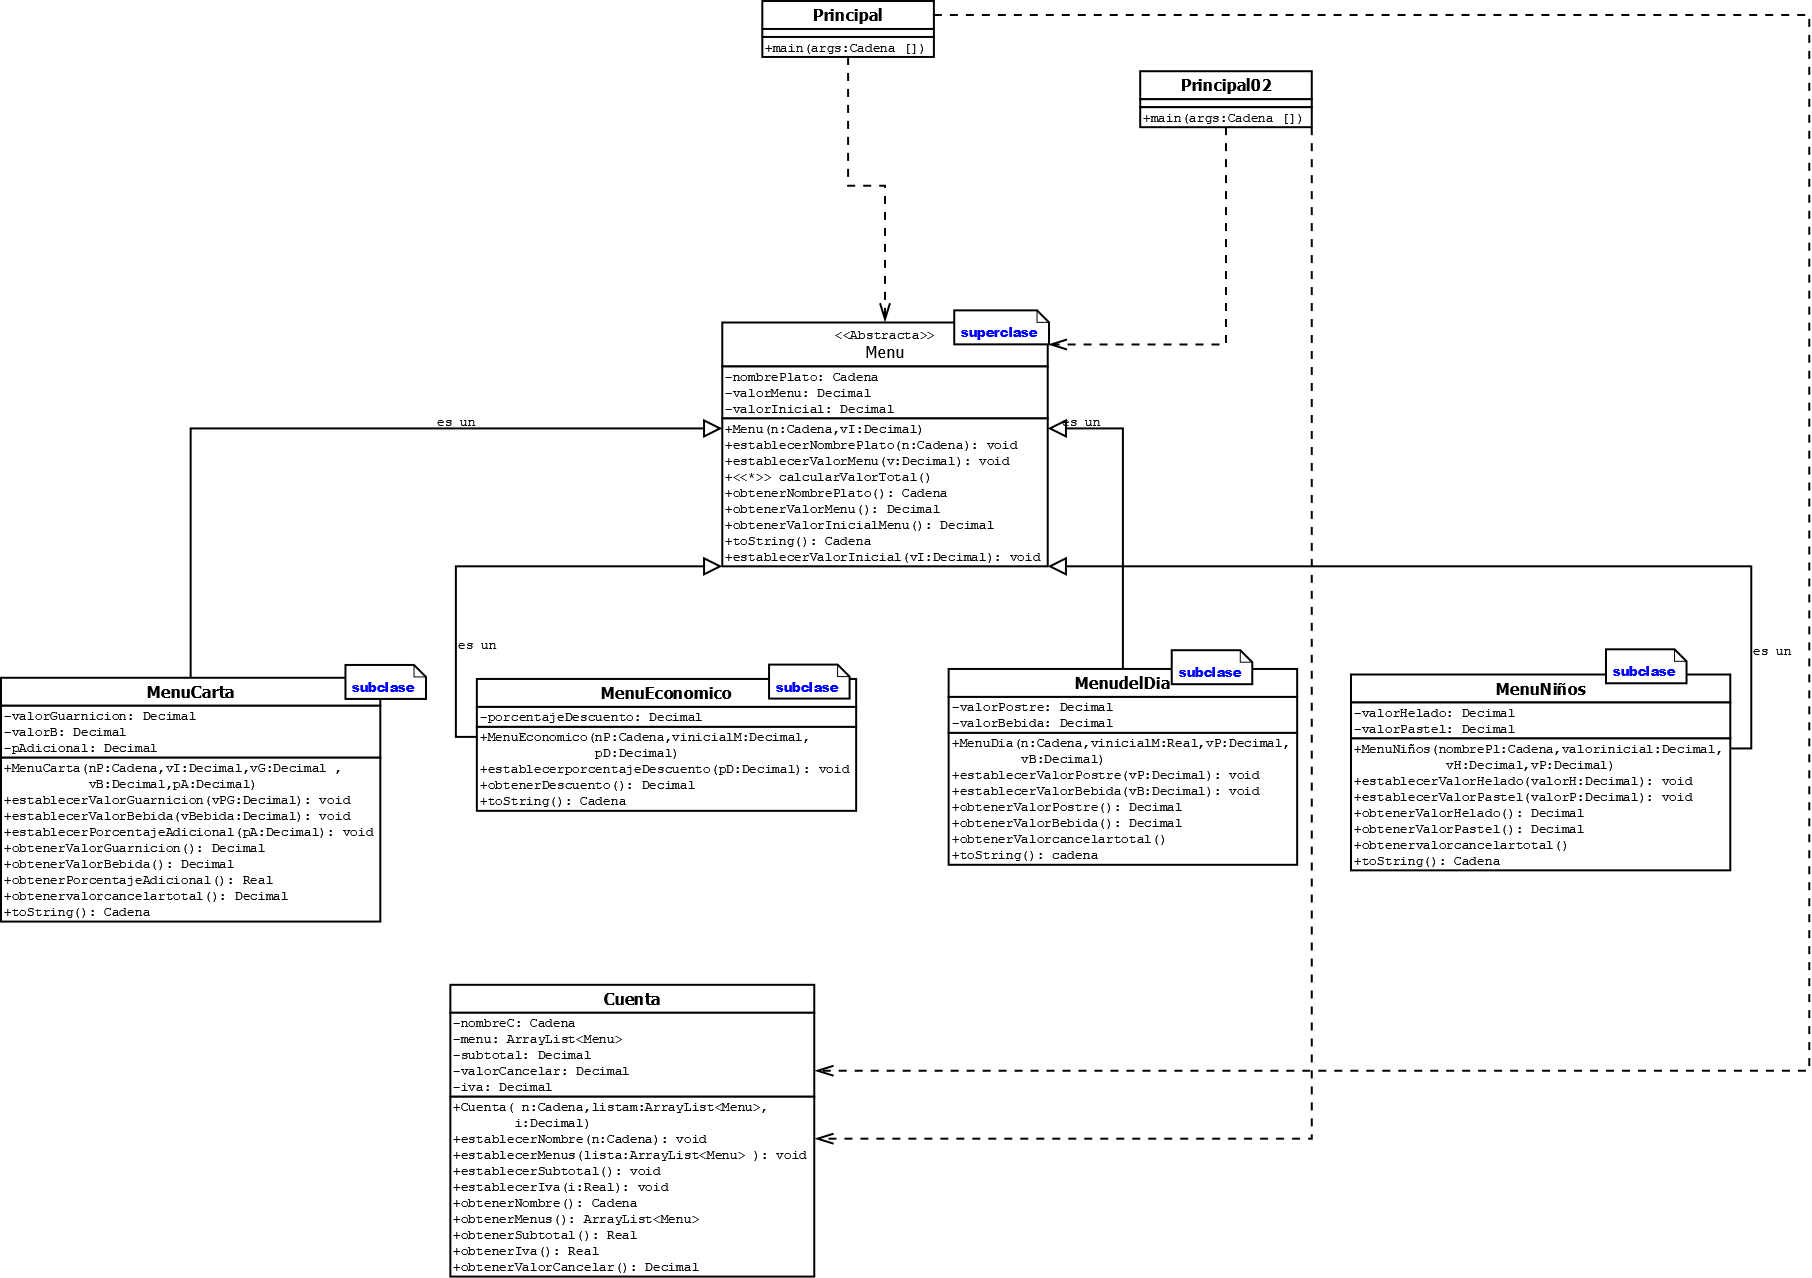 Principal
+main(args:Cadena [])
Principal02
+main(args:Cadena [])
<<Abstracta>>
Menu
superclase
-nombrePlato: Cadena
-valorMenu: Decimal
-valorInicial: Decimal
+Menu(n:Cadena,vI:Decimal)
+establecerNombrePlato(n:Cadena): void
+establecerValorMenu(v:Decimal): void
+<<*>> calcularValorTotal()
+obtenerNombrePlato(): Cadena
+obtenerValorMenu(): Decimal
+obtenerValorInicialMenu(): Decimal
+toString(): Cadena
+establecerValorInicial(vI:Decimal): void
es un
es un
es un
es un
MenuCarta
subclase
-valorGuarnicion: Decimal
-valorB: Decimal
-pAdicional: Decimal
+MenuCarta(nP:Cadena,vI:Decimal,vG:Decimal ,
vB:Decimal,pA:Decimal)
+establecerValorGuarnicion(vPG:Decimal): void
+establecerValorBebida(vBebida:Decimal): void
+establecerPorcentajeAdicional(pA:Decimal): void
+obtenerValorGuarnicion(): Decimal
+obtenerValorBebida(): Decimal
+obtenerPorcentajeAdicional(): Real
+obtenervalorcancelartotal(): Decimal
+toString(): Cadena
MenuEconomico
subclase
-porcentajeDescuento: Decimal
+MenuEconomico(nP:Cadena,vinicialM:Decimal,
pD:Decimal)
+establecerporcentajeDescuento(pD:Decimal): void
+obtenerDescuento(): Decimal
+toString(): Cadena
MenudelDia
subclase
-valorPostre: Decimal
-valorBebida: Decimal
+MenuDia(n:Cadena,vinicialM:Real,vP:Decimal,
vB:Decimal)
+establecerValorPostre(vP:Decimal): void
+establecerValorBebida(vB:Decimal): void
+obtenerValorPostre(): Decimal
+obtenerValorBebida(): Decimal
+obtenerValorcancelartotal()
+toString(): cadena
MenuNiños
subclase
-valorHelado: Decimal
-valorPastel: Decimal
+MenuNiños(nombrePl:Cadena,valorinicial:Decimal,
vH:Decimal,vP:Decimal)
+establecerValorHelado(valorH:Decimal): void
+establecerValorPastel(valorP:Decimal): void
+obtenerValorHelado(): Decimal
+obtenerValorPastel(): Decimal
+obtenervalorcancelartotal()
+toString(): Cadena
Cuenta
-nombreC: Cadena
-menu: ArrayList<Menu>
-subtotal: Decimal
-valorCancelar: Decimal
-iva: Decimal
+Cuenta( n:Cadena,listam:ArrayList<Menu>,
i:Decimal)
+establecerNombre(n:Cadena): void
+establecerMenus(lista:ArrayList<Menu> ): void
+establecerSubtotal(): void
+establecerIva(i:Real): void
+obtenerNombre(): Cadena
+obtenerMenus(): ArrayList<Menu>
+obtenerSubtotal(): Real
+obtenerIva(): Real
+obtenerValorCancelar(): Decimal